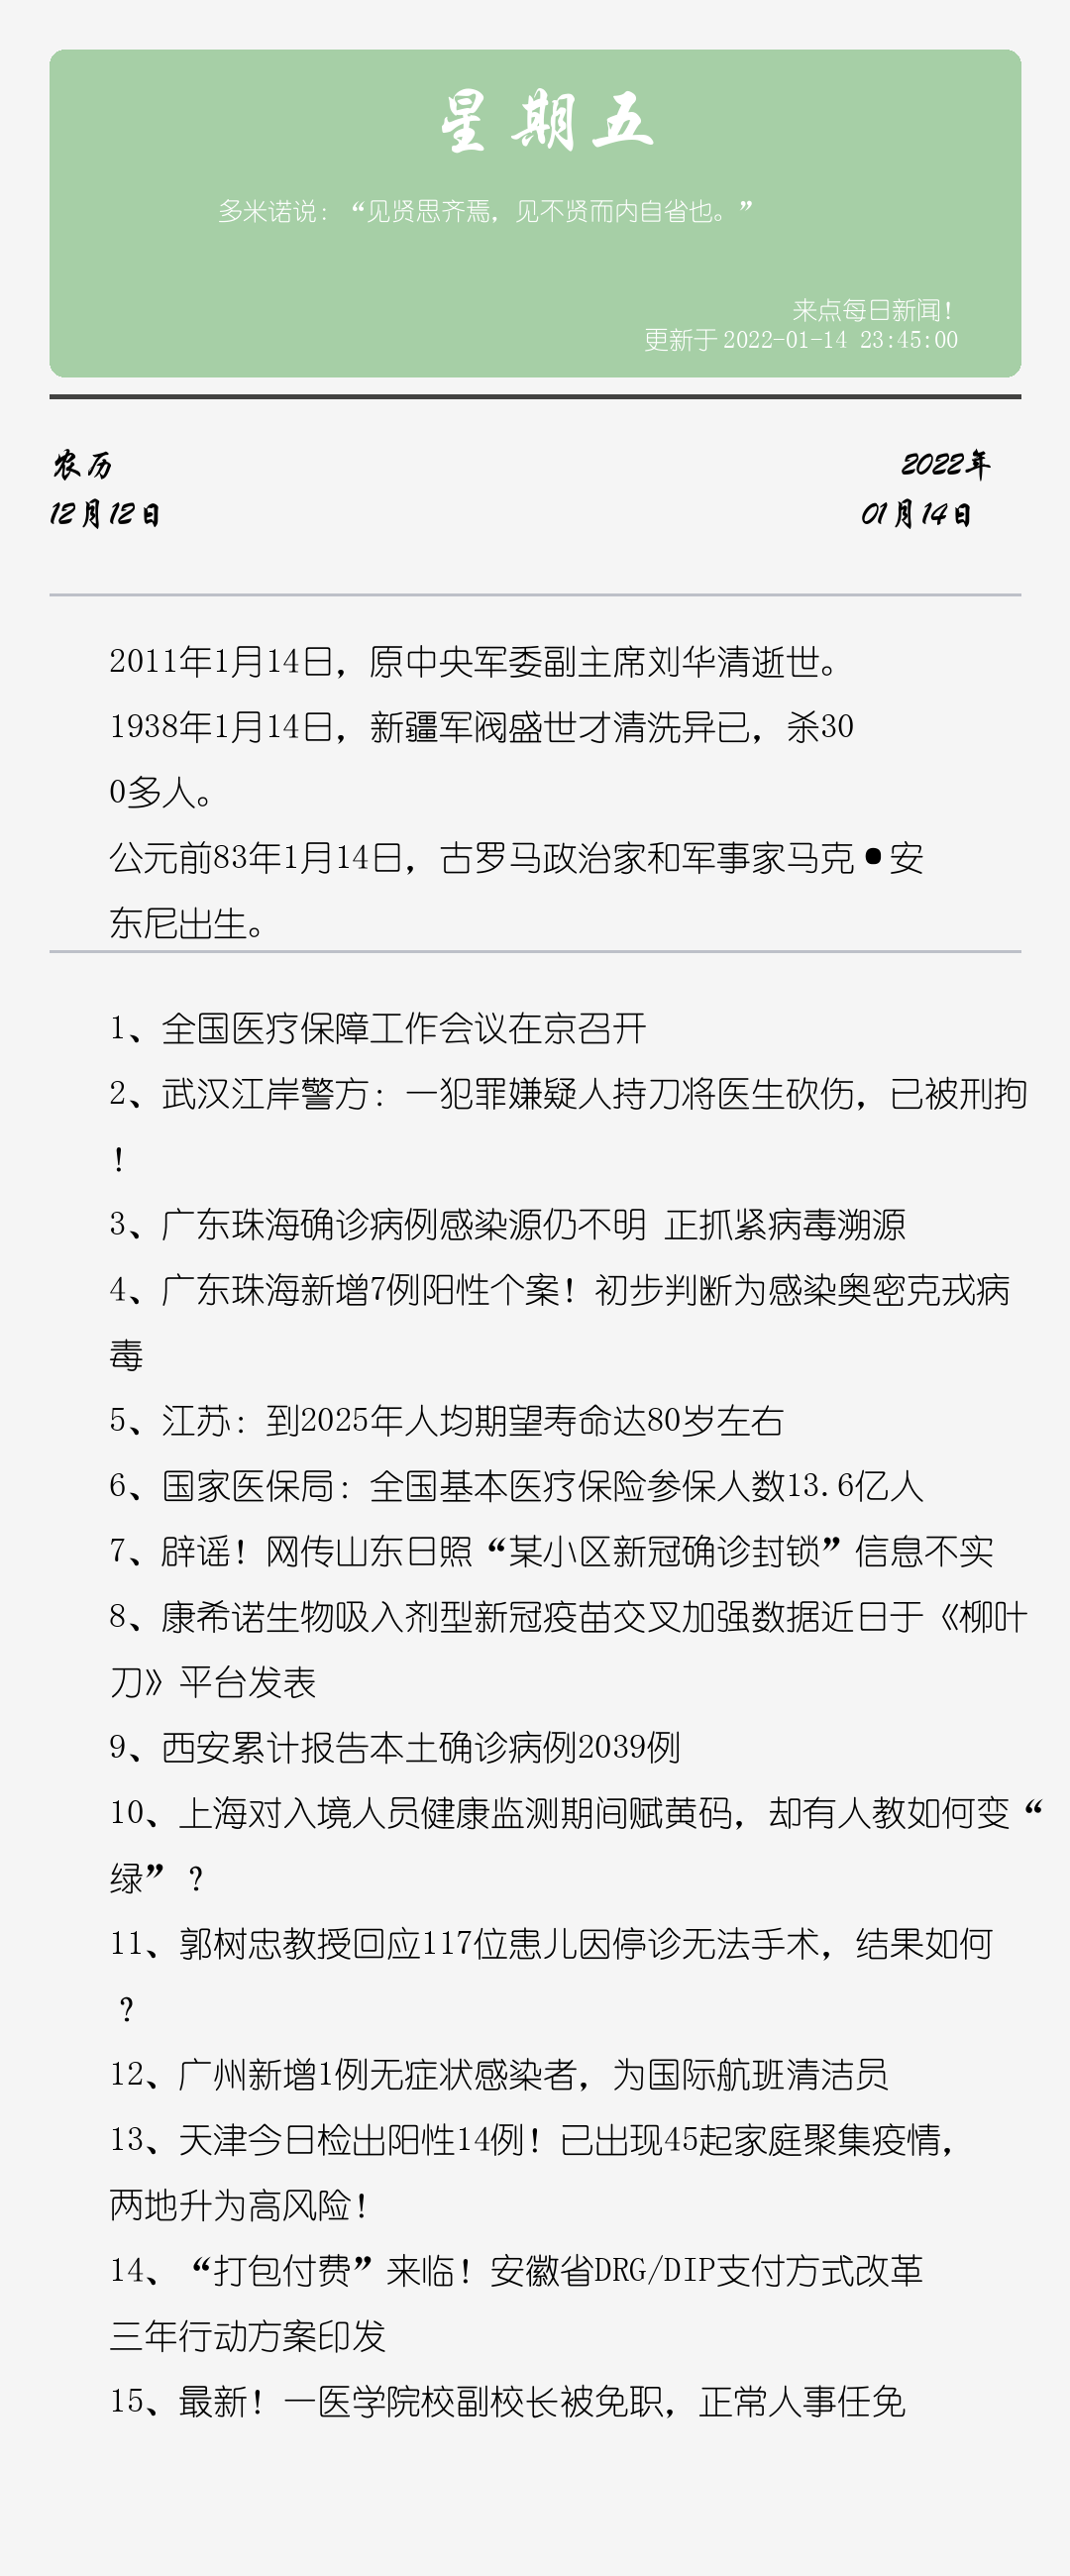 星期五
多米诺说：“见贤思齐焉，见不贤而内自省也。”
来点每日新闻！
更新于 2022-01-14 23:45:00
农历
2022年
12月12日
01月14日
2011年1月14日，原中央军委副主席刘华清逝世。
1938年1月14日，新疆军阀盛世才清洗异已，杀30
0多人。
公元前83年1月14日，古罗马政治家和军事家马克•安
东尼出生。
1、全国医疗保障工作会议在京召开
2、武汉江岸警方：一犯罪嫌疑人持刀将医生砍伤，已被刑拘
！
3、广东珠海确诊病例感染源仍不明 正抓紧病毒溯源
4、广东珠海新增7例阳性个案！初步判断为感染奥密克戎病
毒
5、江苏：到2025年人均期望寿命达80岁左右
6、国家医保局：全国基本医疗保险参保人数13.6亿人
7、辟谣！网传山东日照“某小区新冠确诊封锁”信息不实
8、康希诺生物吸入剂型新冠疫苗交叉加强数据近日于《柳叶
刀》平台发表
9、西安累计报告本土确诊病例2039例
10、上海对入境人员健康监测期间赋黄码，却有人教如何变“
绿”？
11、郭树忠教授回应117位患儿因停诊无法手术，结果如何
？
12、广州新增1例无症状感染者，为国际航班清洁员
13、天津今日检出阳性14例！已出现45起家庭聚集疫情，
两地升为高风险！
14、“打包付费”来临！安徽省DRG/DIP支付方式改革
三年行动方案印发
15、最新！一医学院校副校长被免职，正常人事任免